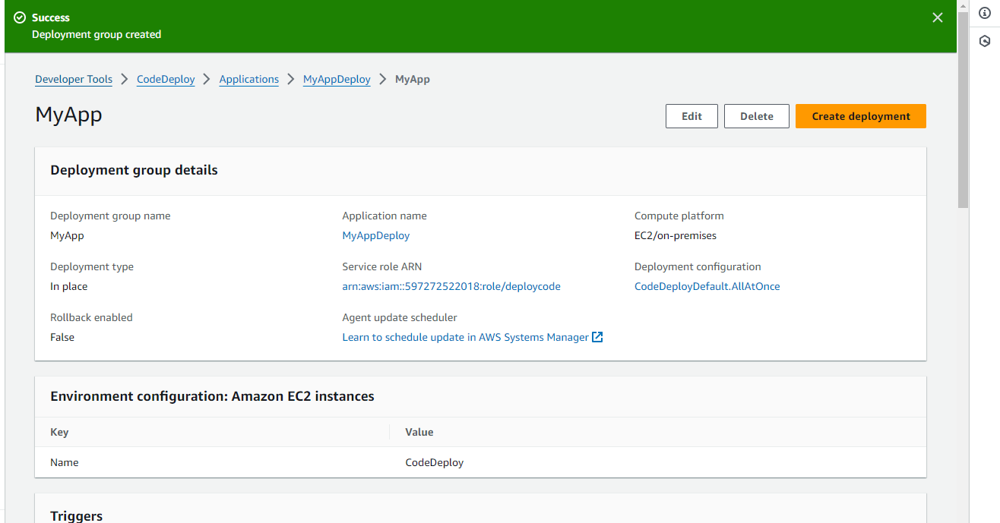 Success
Deployment group created
Developer Tools CodeDeploy Applications MyAppDeploy MyApp
MyApp
Edit Delete Create deployment
Deployment group details
Deployment group name Application name Compute platform
MyApp MyAppDeploy EC2/on-premises
Deployment type Service role ARN Deployment configuration
In place arn:aws:iam::597272522018:role/deploycode CodeDeployDefault.AllAtOnce
Rollback enabled Agent update scheduler
False Learn to schedule update in AWS Systems Manager
Environment configuration: Amazon EC2 instances
Key Value
Name CodeDeploy
Triggers